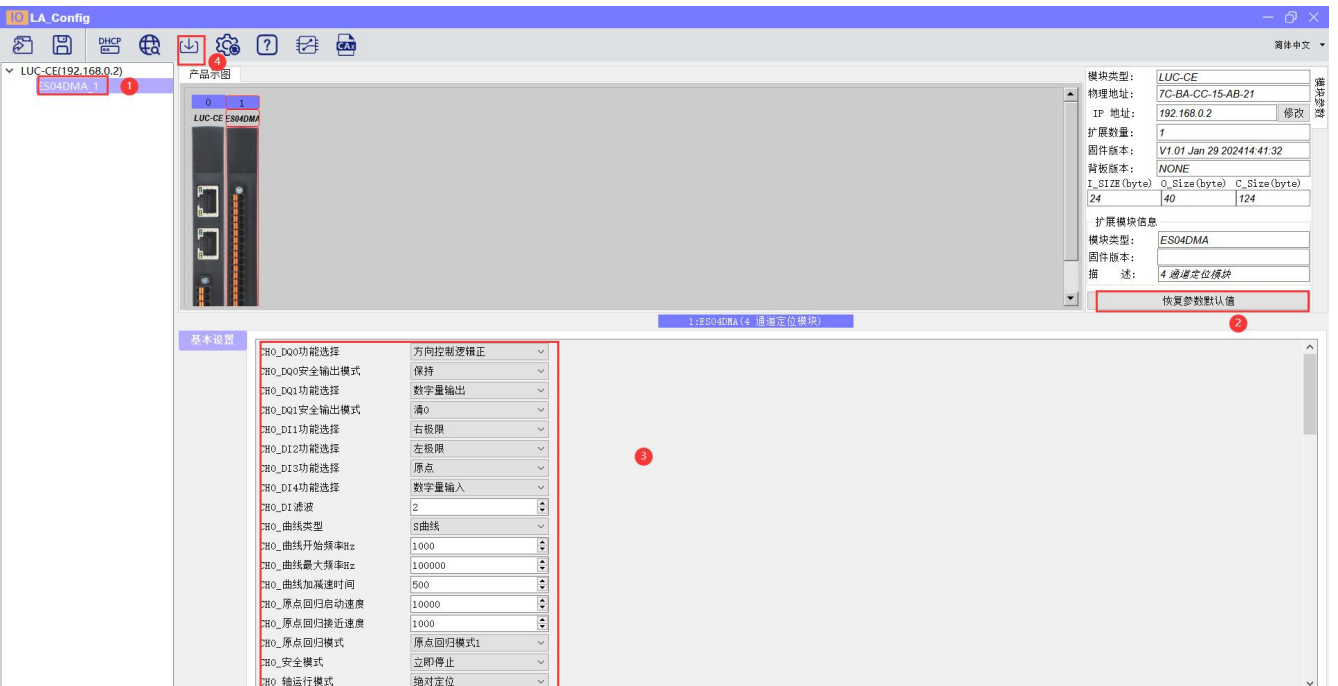 IO LA_Config
DHCP
CAT
简体中文
LUC-CE(192.168.0.2)
ES04DMA_1
1
4
产品示图
0 1
LUC-CE ES04DMA
模块类型: LUC-CE
物理地址: 7C-BA-CC-15-AB-21
IP 地址: 192.168.0.2 修改
扩展数量: 1
固件版本: V1.01 Jan 29 202414:41:32
背板版本: NONE
I_SIZE(byte) O_Size(byte) C_Size(byte)
24 40 124
扩展模块信息
模块类型: ES04DMA
固件版本:
描 述: 4 通道定位模块
恢复参数默认值
2
模块参数
1:ES04DMA(4 通道定位模块)
基本设置
CH0_DQ0功能选择 方向控制逻辑正
CH0_DQ0安全输出模式 保持
CH0_DQ1功能选择 数字量输出
CH0_DQ1安全输出模式 清0
CH0_DI1功能选择 右极限
CH0_DI2功能选择 左极限
CH0_DI3功能选择 原点
CH0_DI4功能选择 数字量输入
CH0_DI滤波 2
CH0_曲线类型 S曲线
CH0_曲线开始频率Hz 1000
CH0_曲线最大频率Hz 100000
CH0_曲线加减速时间 500
CH0_原点回归启动速度 10000
CH0_原点回归接近速度 1000
CH0_原点回归模式 原点回归模式1
CH0_安全模式 立即停止
CH0_轴运行模式 绝对定位
3